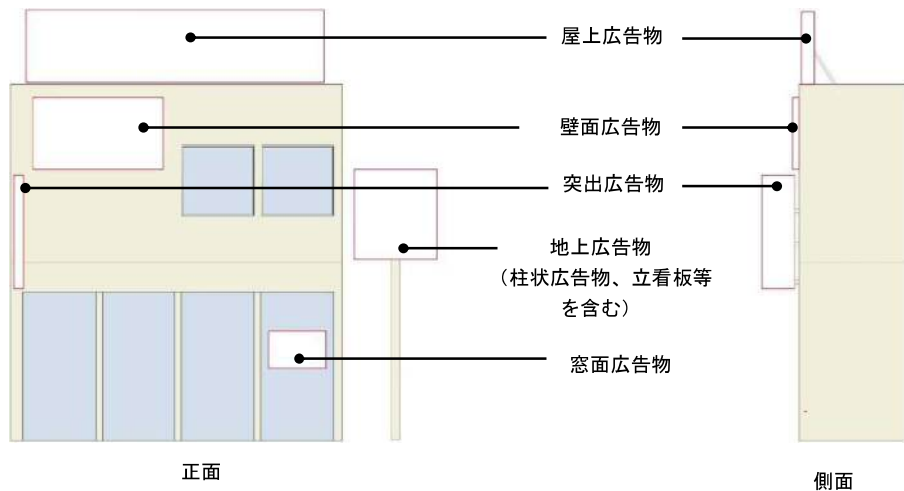 屋上広告物
壁面広告物
突出広告物
地上広告物
（柱状広告物、立看板等
を含む）
窓面広告物
正面
側面